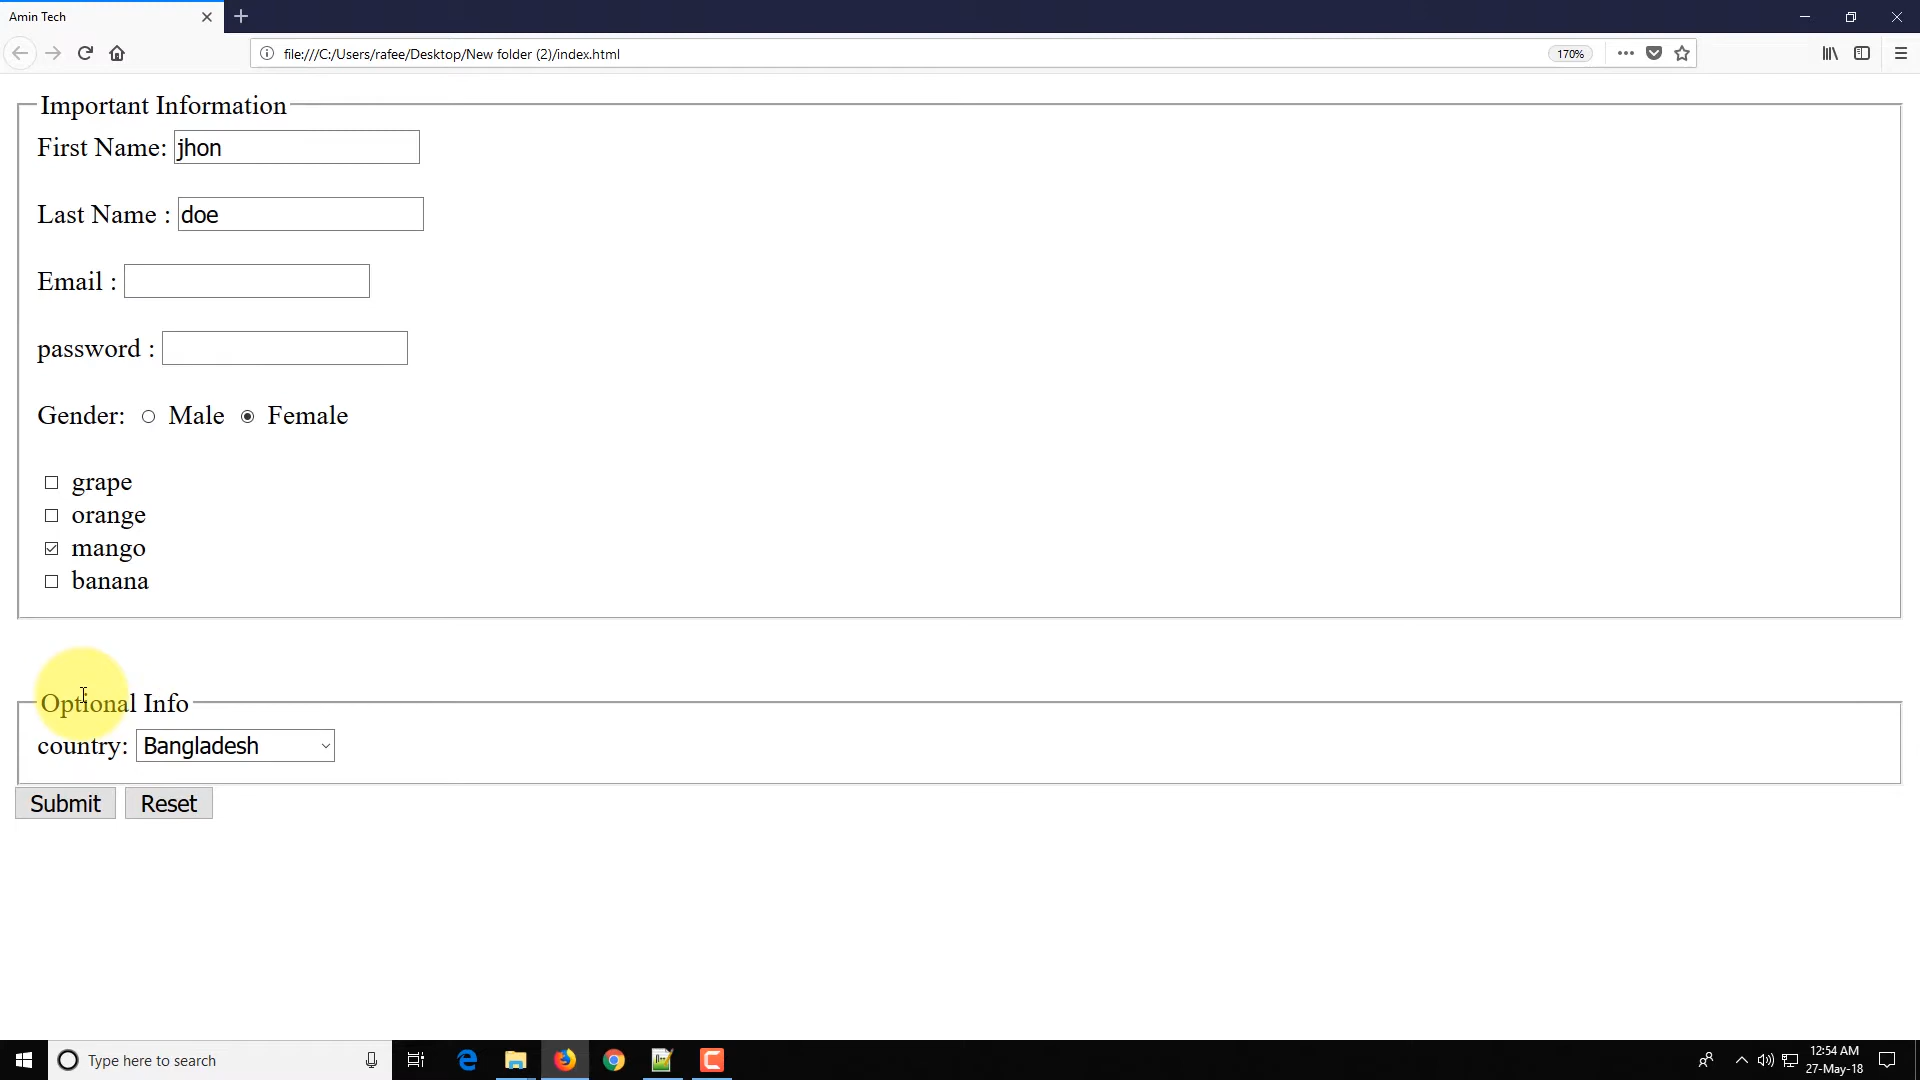 Amin Tech
file:///C:/Users/rafee/Desktop/New folder (2)/index.html
170%
Important Information
First Name: jhon
Last Name : doe
Email :
password :
Gender: Male Female
grape
orange
mango
banana
Optional Info
country: Bangladesh
Submit Reset
Type here to search
12:54 AM
27-May-18